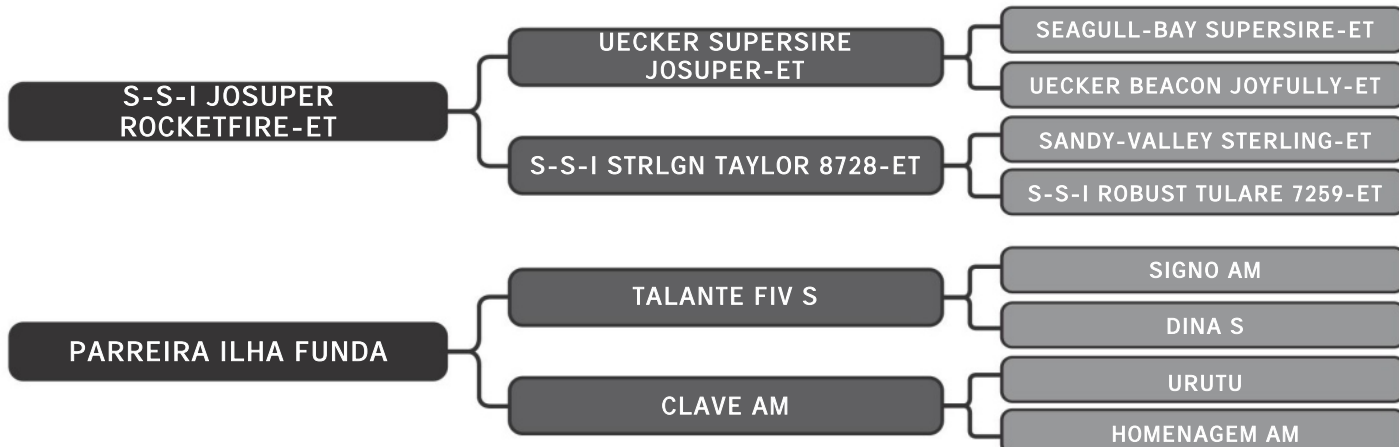 S-S-I JOSUPER
ROCKETFIRE-ET
UECKER SUPERSIRE
JOSUPER-ET
SEAGULL-BAY SUPERSIRE-ET
UECKER BEACON JOYFULLY-ET
S-S-I STRLGN TAYLOR 8728-ET
SANDY-VALLEY STERLING-ET
S-S-I ROBUST TULARE 7259-ET
PARREIRA ILHA FUNDA
TALANTE FIV S
SIGNO AM
DINA S
CLAVE AM
URUTU
HOMENAGEM AM